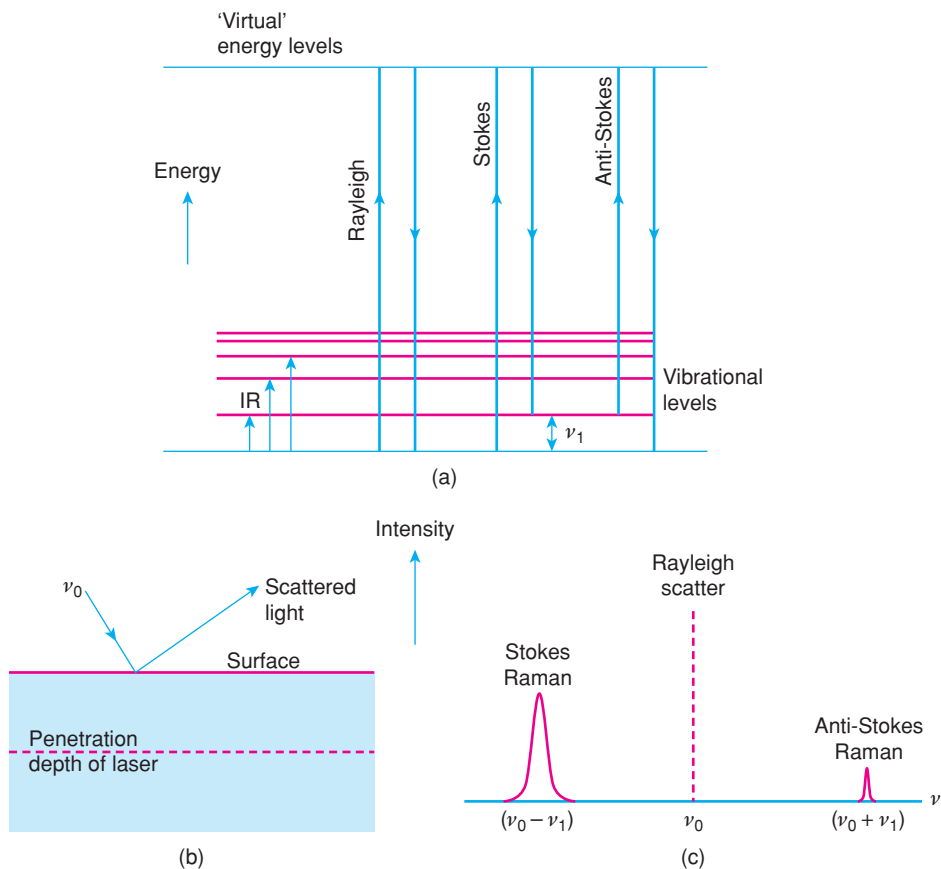 'Virtual'
energy levels
Energy
Rayleigh
Stokes
Anti-Stokes
IR
Vibrational
levels
ν1
(a)
Intensity
ν0
Scattered
light
Surface
Penetration
depth of laser
(b)
Rayleigh
scatter
Stokes
Raman
Anti-Stokes
Raman
ν
(ν0 – ν1)
ν0
(ν0 + ν1)
(c)